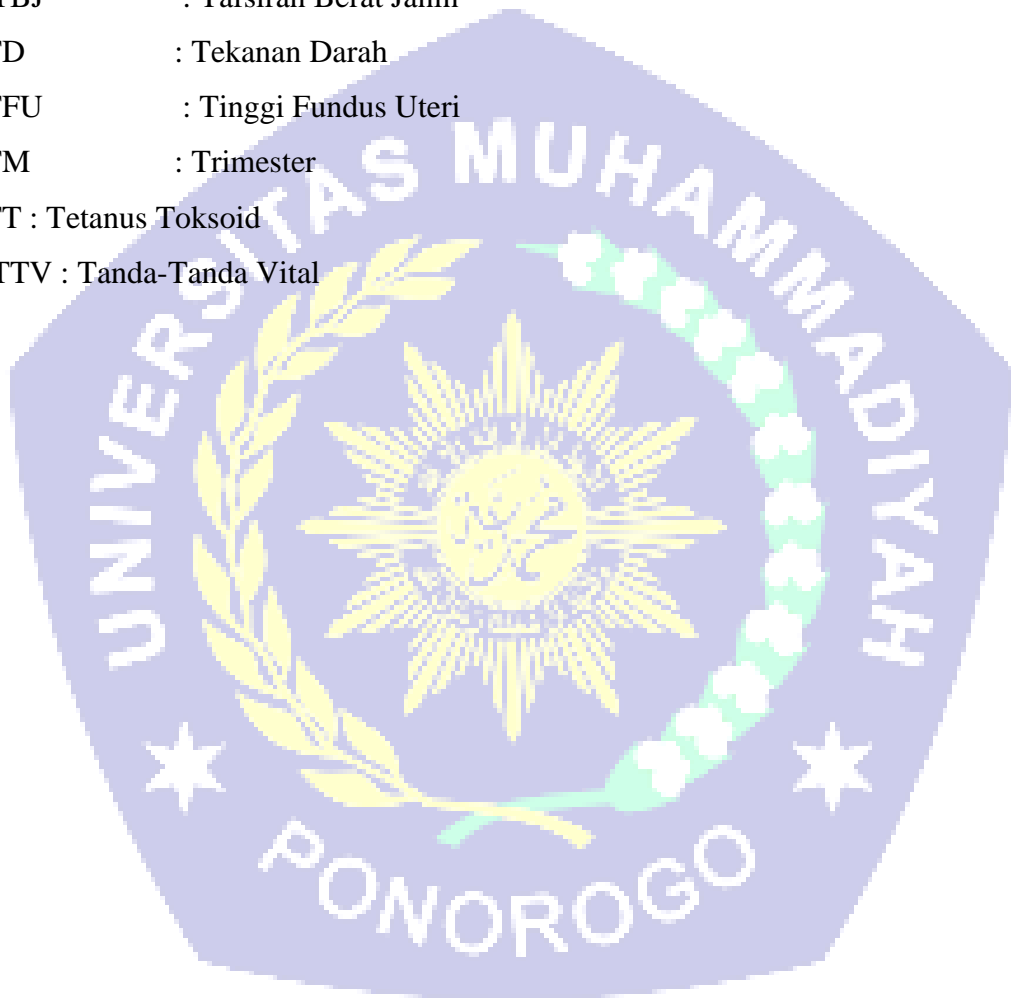 TBJ : Tafsiran Berat Janin
TD : Tekanan Darah
TFU : Tinggi Fundus Uteri
TM : Trimester
TT : Tetanus Toksoid
TTV : Tanda-Tanda Vital
UNIVERSITAS MUHAMMADIYAH
PONOROGO